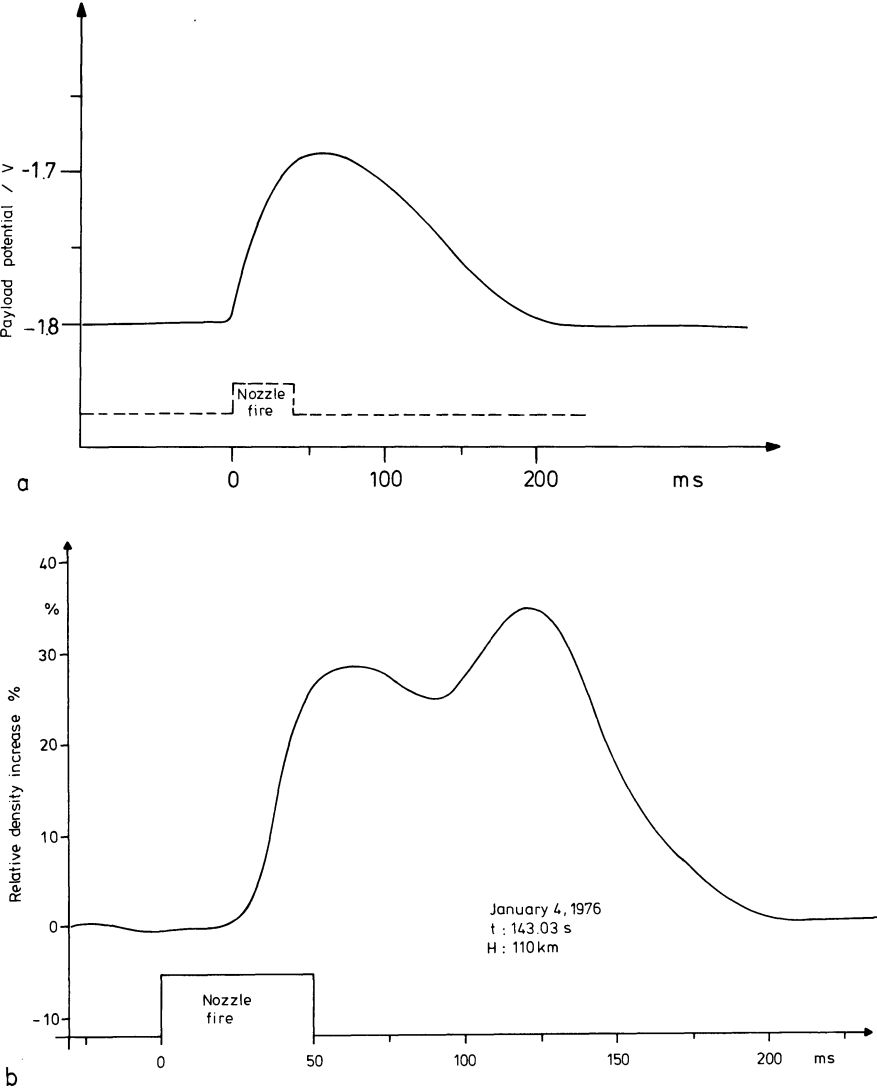 Payload potential / V
-1.7
-1.8
Nozzle
fire
0 100 200 ms
a
40
%
30
20
10
0
-10
Relative density increase %
January 4, 1976
t : 143.03 s
H : 110 km
Nozzle
fire
0 50 100 150 200 ms
b